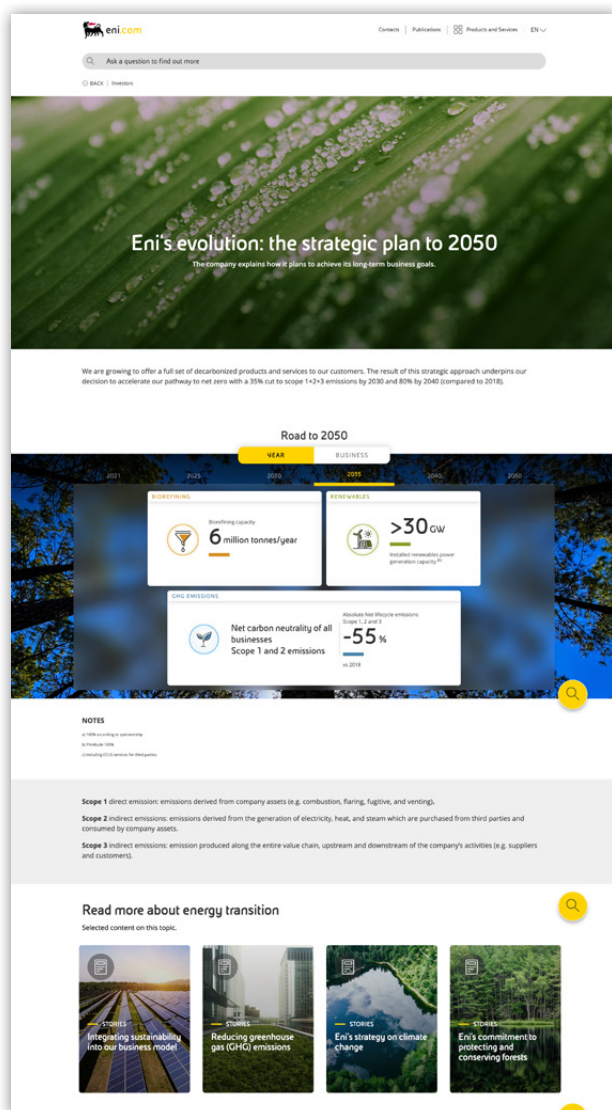 eni.com
Contacts
Publications
Products and Services
EN
Ask a question to find out more
BACK
Investors
Eni's evolution: the strategic plan to 2050
The company explains how it plans to achieve its long-term business goals.
We are growing to offer a full set of decarbonized products and services to our customers. The result of this strategic approach underpins our
decision to accelerate our pathway to net zero with a 35% cut to scope 1+2+3 emissions by 2030 and 80% by 2040 (compared to 2018).
Road to 2050
YEAR
BUSINESS
2021
2025
2030
2035
2040
2050
BIOREFINING
Biorefining capacity
6 million tonnes/year
RENEWABLES
>30 GW
Installed renewables power
generation capacity
GHG EMISSIONS
Net carbon neutrality of all
businesses
Scope 1 and 2 emissions
Absolute Net lifecycle emissions
Scope 1, 2 and 3
-55 %
vs 2018
NOTES
a) 100% according to operatorship
b) Plenitude 100%
c) Including CCUS services for third parties
Scope 1 direct emission: emissions derived from company assets (e.g. combustion, flaring, fugitive, and venting).
Scope 2 indirect emissions: emissions derived from the generation of electricity, heat, and steam which are purchased from third parties and
consumed by company assets.
Scope 3 indirect emissions: emission produced along the entire value chain, upstream and downstream of the company's activities (e.g. suppliers
and customers).
Read more about energy transition
Selected content on this topic.
STORIES
Integrating sustainability
into our business model
STORIES
Reducing greenhouse
gas (GHG) emissions
STORIES
Eni's strategy on climate
change
STORIES
Eni's commitment to
protecting and
conserving forests